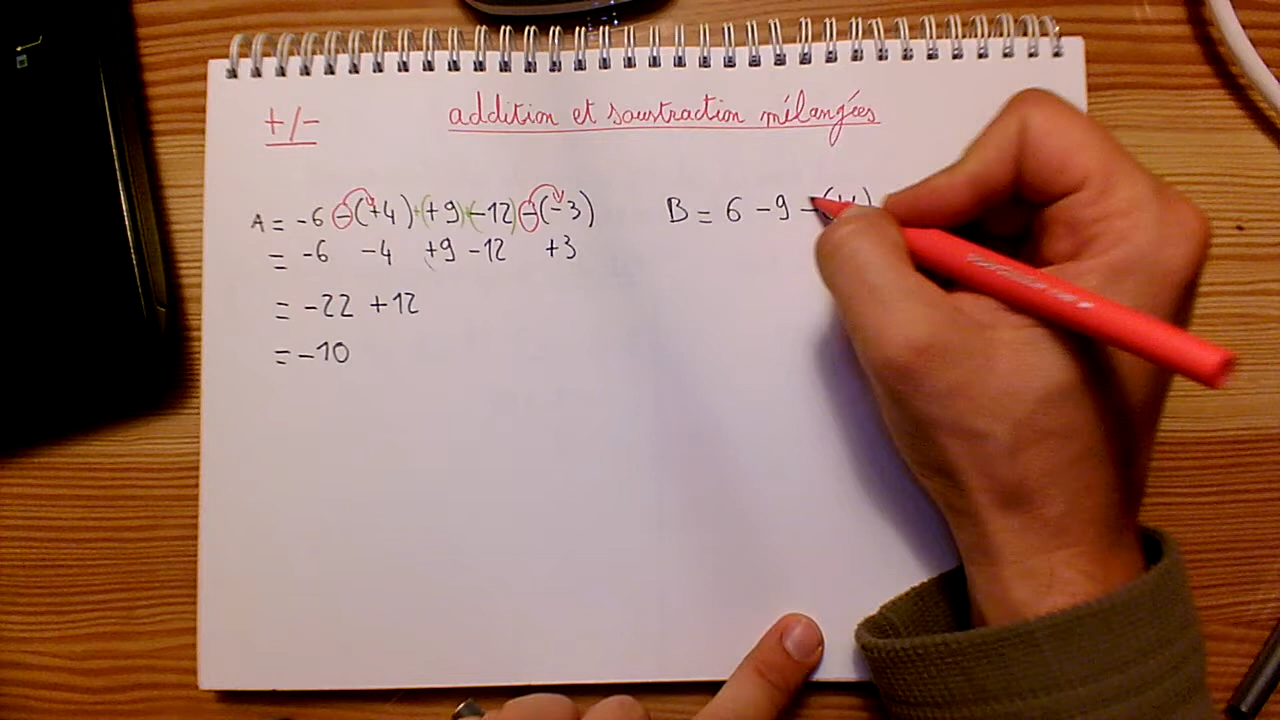 +/-
addition et soustraction mélangées
A = -6 -(+4)+(+9)+(-12)-(-3)
= -6 -4 +9 -12 +3
= -22 +12
= -10
B = 6 -9 -(